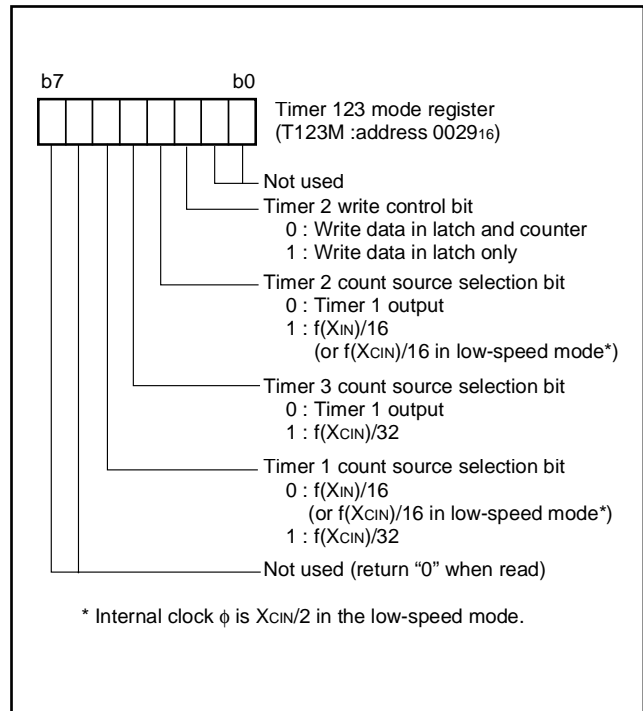 b7 b0
Timer 123 mode register
(T123M :address 002916)
Not used
Timer 2 write control bit
0 : Write data in latch and counter
1 : Write data in latch only
Timer 2 count source selection bit
0 : Timer 1 output
1 : f(XIN)/16
(or f(XCIN)/16 in low-speed mode*)
Timer 3 count source selection bit
0 : Timer 1 output
1 : f(XCIN)/32
Timer 1 count source selection bit
0 : f(XIN)/16
(or f(XCIN)/16 in low-speed mode*)
1 : f(XCIN)/32
Not used (return “0” when read)
* Internal clock ϕ is XCIN/2 in the low-speed mode.